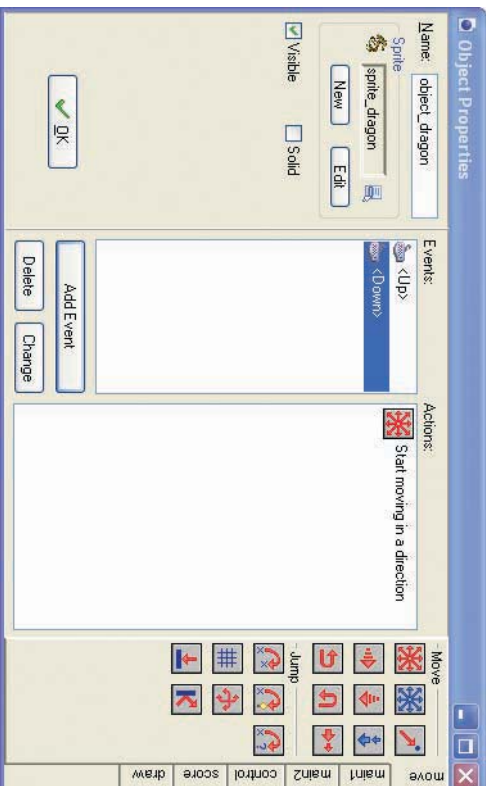 Object Properties
Name: object_dragon
Sprite
sprite_dragon
New Edit
Visible Solid
OK
Events:
<Up>
<Down>
Add Event
Delete Change
Actions:
Start moving in a direction
Move
Jump
move
main1
main2
control
score
draw